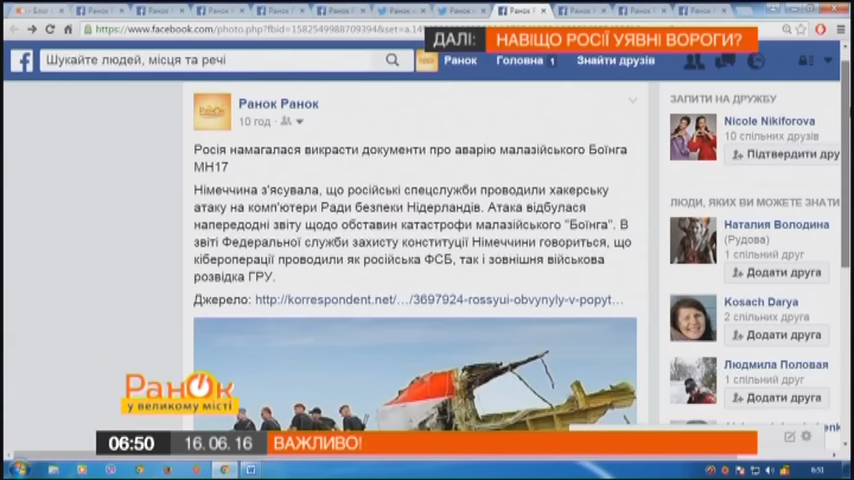 ДАЛІ: НАВІЩО РОСІЇ УЯВНІ ВОРОГИ?
https://www.facebook.com/photo.php?fbid=1582549988709394&set=a.
Шукайте людей, місця та речі
Ранок Головна 1 Знайти друзів
Ранок Ранок
10 год ·
Росія намагалася викрасти документи про аварію малазійського Боїнга
МН17
Німеччина з'ясувала, що російські спецслужби проводили хакерську
атаку на комп'ютери Ради безпеки Нідерландів. Атака відбулася
напередодні звіту щодо обставин катастрофи малазійського "Боїнга". В
звіті Федеральної служби захисту конституції Німеччини говориться, що
кібероперації проводили як російська ФСБ, так і зовнішня військова
розвідка ГРУ.
Джерело: http://korrespondent.net/…/3697924-rossyui-obvynyly-v-popyt…
ЗАПИТИ НА ДРУЖБУ
Nicole Nikiforova
10 спільних друзів
Підтвердити дру
ЛЮДИ, ЯКИХ ВИ МОЖЕТЕ ЗНАТИ
Наталия Володина
(Рудова)
1 спільний друг
Додати друга
Kosach Darya
2 спільних друга
Додати друга
Людмила Половая
1 спільний друг
Додати друга
Ранок
у великому місті
06:50 16.06.16 ВАЖЛИВО!
6:51